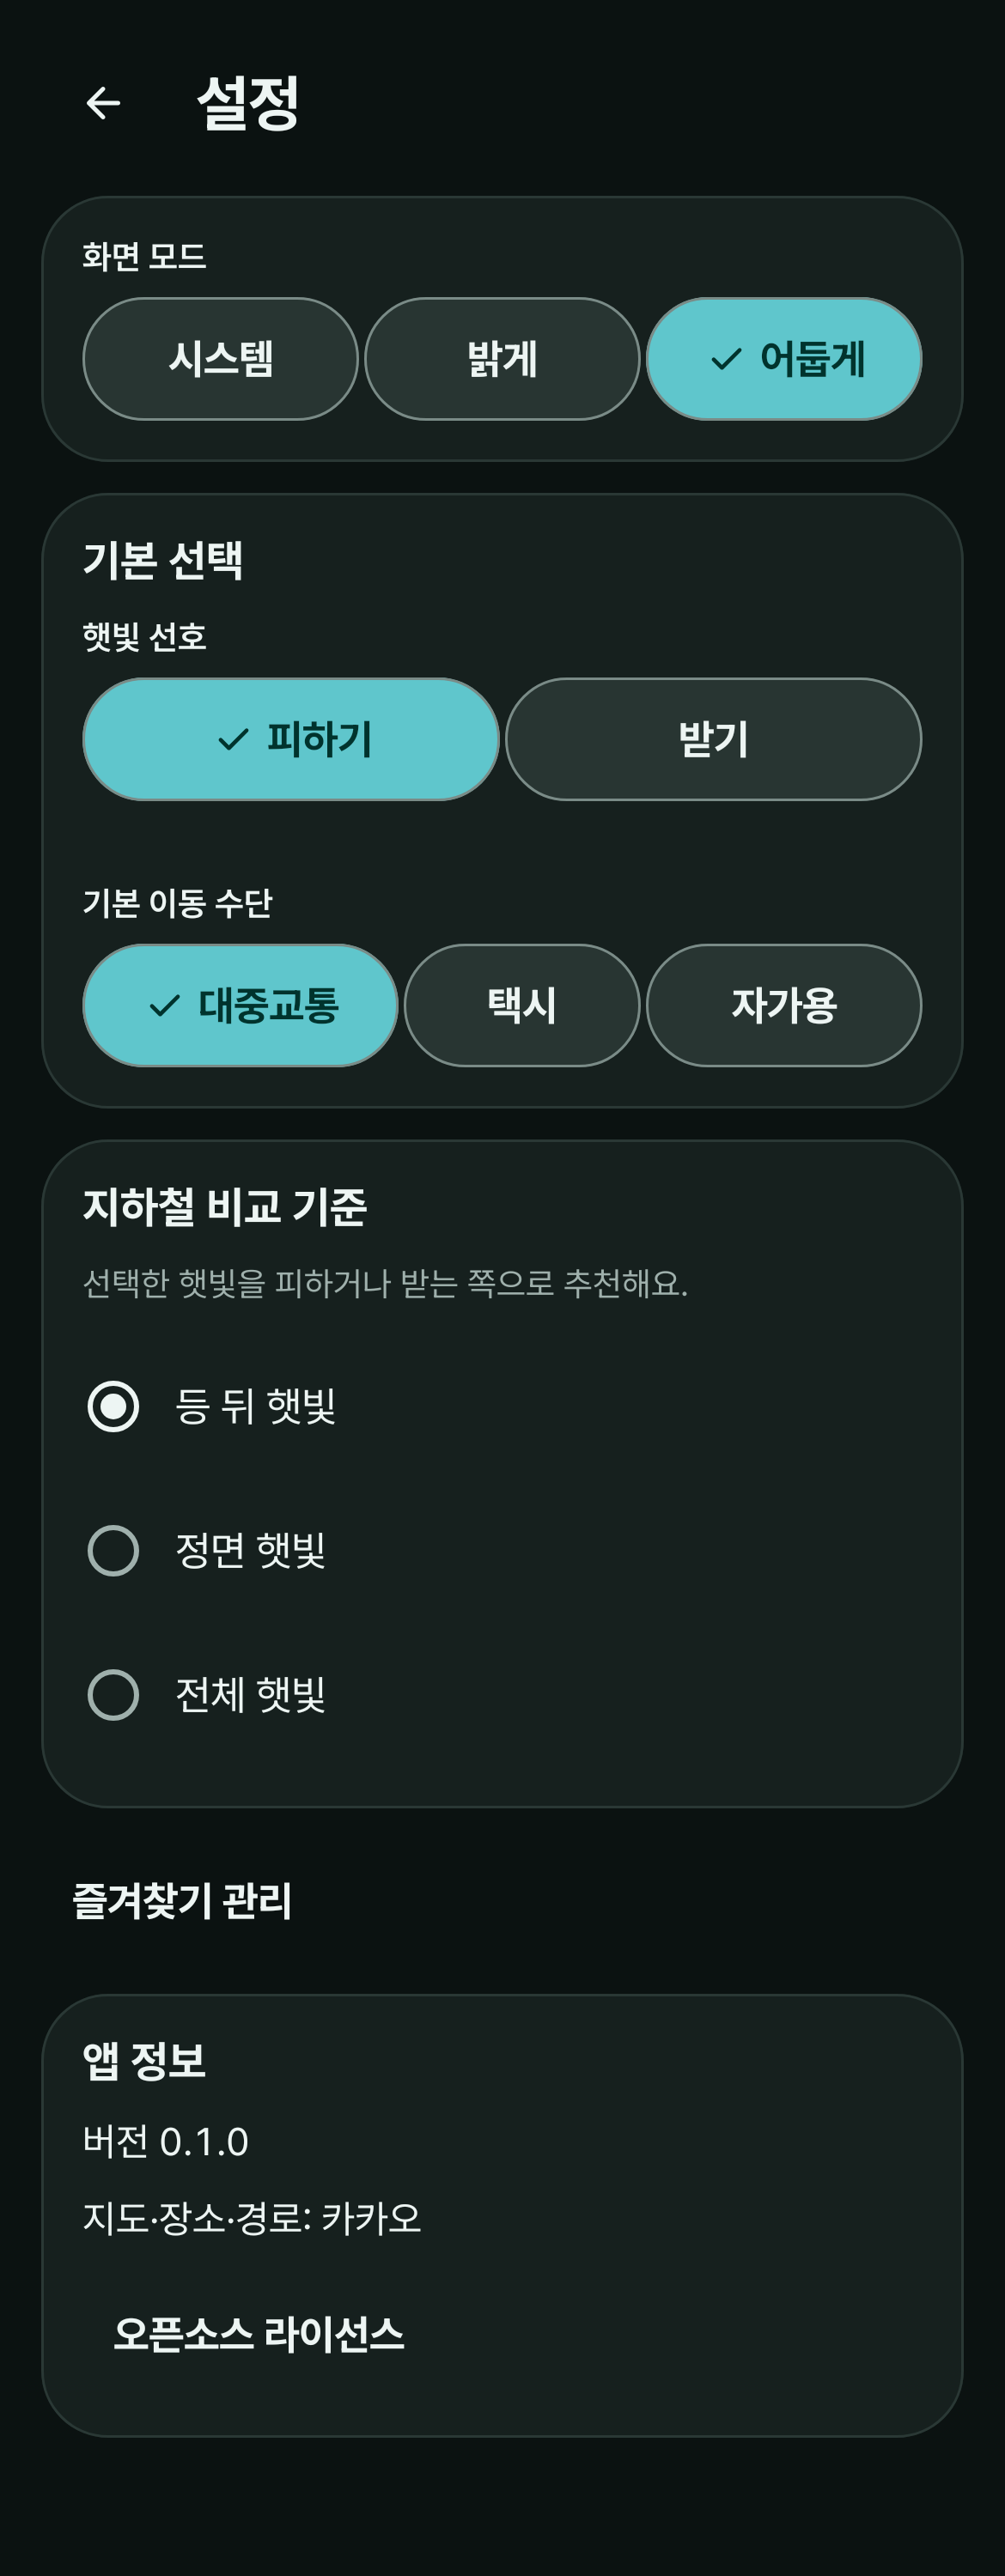 설정
화면 모드
시스템
밝게
어둡게
기본 선택
햇빛 선호
피하기
받기
기본 이동 수단
대중교통
택시
자가용
지하철 비교 기준
선택한 햇빛을 피하거나 받는 쪽으로 추천해요.
등 뒤 햇빛
정면 햇빛
전체 햇빛
즐겨찾기 관리
앱 정보
버전 0.1.0
지도·장소·경로: 카카오
오픈소스 라이선스